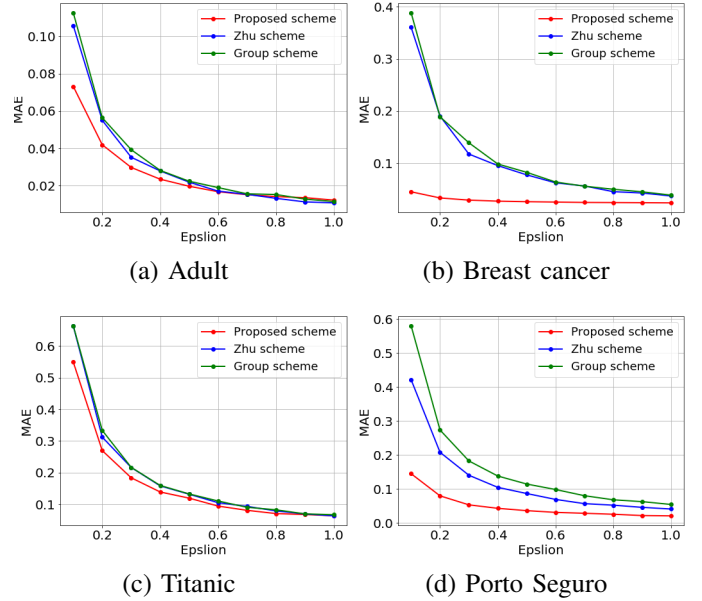 Proposed scheme
Zhu scheme
Group scheme
MAE
0.10
0.08
0.06
0.04
0.02
0.2 0.4 0.6 0.8 1.0
Epslion
(a) Adult
Proposed scheme
Zhu scheme
Group scheme
MAE
0.4
0.3
0.2
0.1
0.2 0.4 0.6 0.8 1.0
Epslion
(b) Breast cancer
Proposed scheme
Zhu scheme
Group scheme
MAE
0.6
0.5
0.4
0.3
0.2
0.1
0.2 0.4 0.6 0.8 1.0
Epslion
(c) Titanic
Proposed scheme
Zhu scheme
Group scheme
MAE
0.6
0.5
0.4
0.3
0.2
0.1
0.0
0.2 0.4 0.6 0.8 1.0
Epslion
(d) Porto Seguro